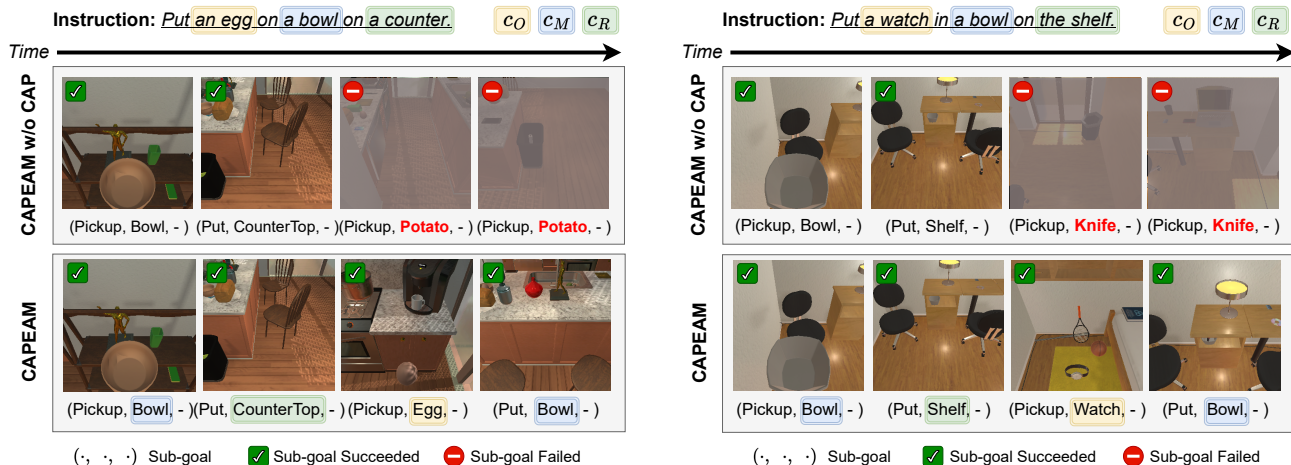 Instruction: Put an egg on a bowl on a counter. c_O c_M c_R
Time
CAPEAM w/o CAP
(Pickup, Bowl, - ) (Put, CounterTop, - )(Pickup, Potato, - ) (Pickup, Potato, - )
CAPEAM
(Pickup, Bowl, - ) (Put, CounterTop, - )(Pickup, Egg, - ) (Put, Bowl, - )
(·, ·, ·) Sub-goal Sub-goal Succeeded Sub-goal Failed
Instruction: Put a watch in a bowl on the shelf. c_O c_M c_R
Time
CAPEAM w/o CAP
(Pickup, Bowl, - ) (Put, Shelf, - ) (Pickup, Knife, - ) (Pickup, Knife, - )
CAPEAM
(Pickup, Bowl, - ) (Put, Shelf, - ) (Pickup, Watch, - ) (Put, Bowl, - )
(·, ·, ·) Sub-goal Sub-goal Succeeded Sub-goal Failed